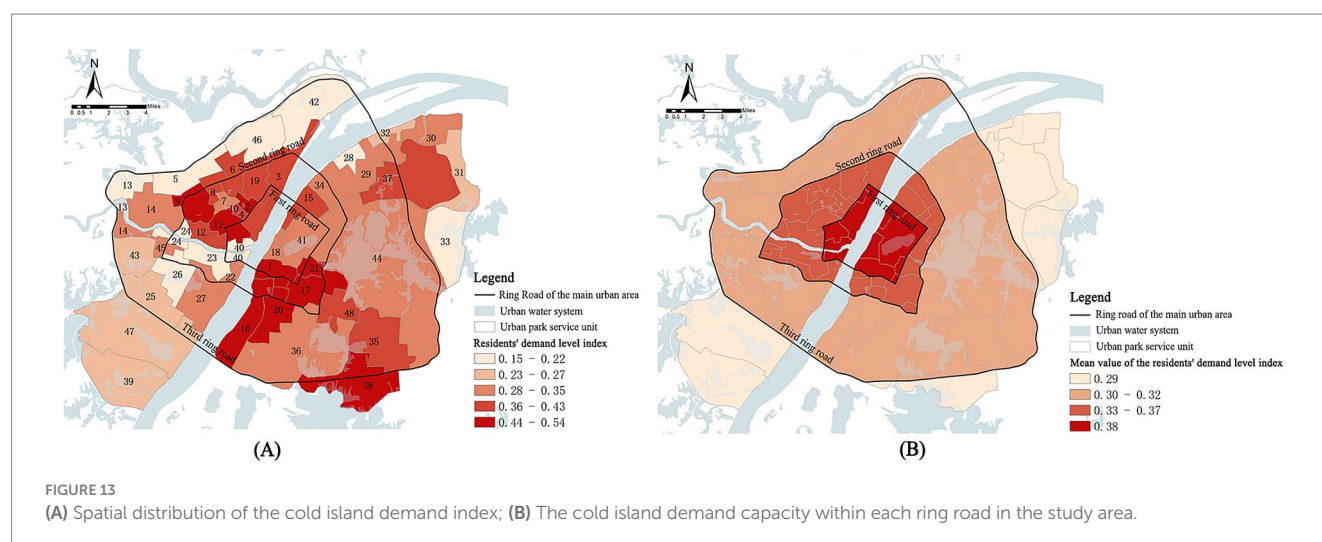 N
0 0.5 1 2 3 4 Miles
42
46
32
30
Second ring road
28
6
3
5
19
29
37
31
13
34
8
9
7
15
14
10
2
First ring road
4
13
11
33
12
41
14
24
40
44
45
24
18
43
23
40
1
21
26
22
17
25
27
20
48
16
47
Third ring road
35
36
39
38
Legend
Ring Road of the main urban area
Urban water system
Urban park service unit
Residents' demand level index
0.15 - 0.22
0.23 - 0.27
0.28 - 0.35
0.36 - 0.43
0.44 - 0.54
(A)
N
0 0.5 1 2 3 4 Miles
Second ring road
First ring road
Third ring road
Legend
Ring road of the main urban area
Urban water system
Urban park service unit
Mean value of the residents' demand level index
0.29
0.30 - 0.32
0.33 - 0.37
0.38
(B)
FIGURE 13
(A) Spatial distribution of the cold island demand index; (B) The cold island demand capacity within each ring road in the study area.